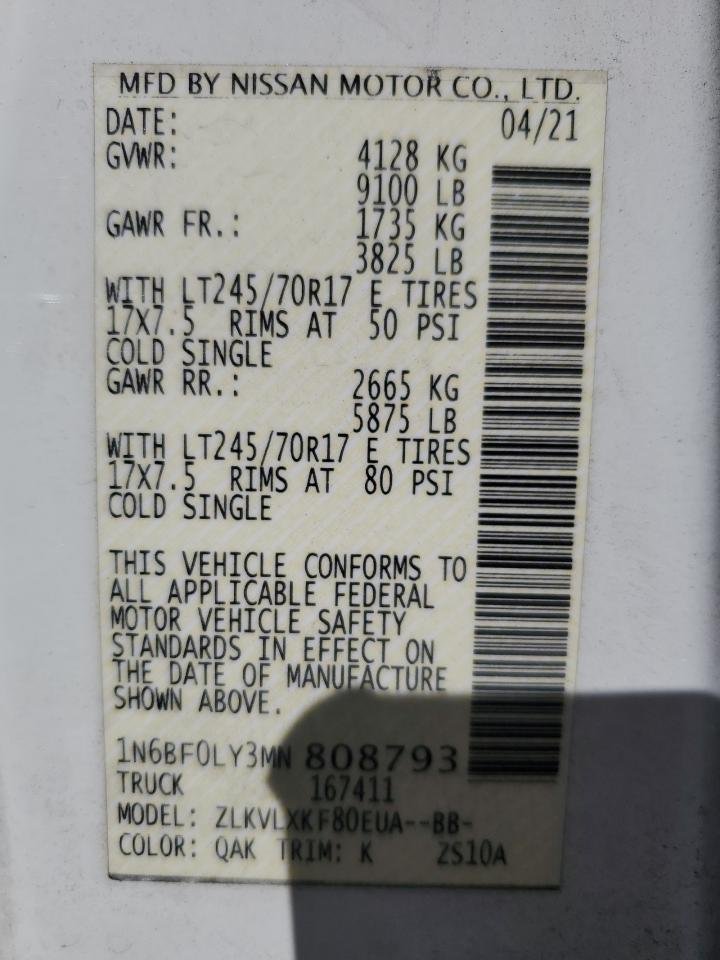 MFD BY NISSAN MOTOR CO., LTD.
DATE: 04/21
GVWR: 4128 KG
9100 LB
GAWR FR.: 1735 KG
3825 LB
WITH LT245/70R17 E TIRES
17X7.5 RIMS AT 50 PSI
COLD SINGLE
GAWR RR.: 2665 KG
5875 LB
WITH LT245/70R17 E TIRES
17X7.5 RIMS AT 80 PSI
COLD SINGLE
THIS VEHICLE CONFORMS TO
ALL APPLICABLE FEDERAL
MOTOR VEHICLE SAFETY
STANDARDS IN EFFECT ON
THE DATE OF MANUFACTURE
SHOWN ABOVE.
1N6BF0LY3MN 808793
TRUCK 167411
MODEL: ZLKVLXKF80EUA--BB-
COLOR: QAK TRIM: K ZS10A